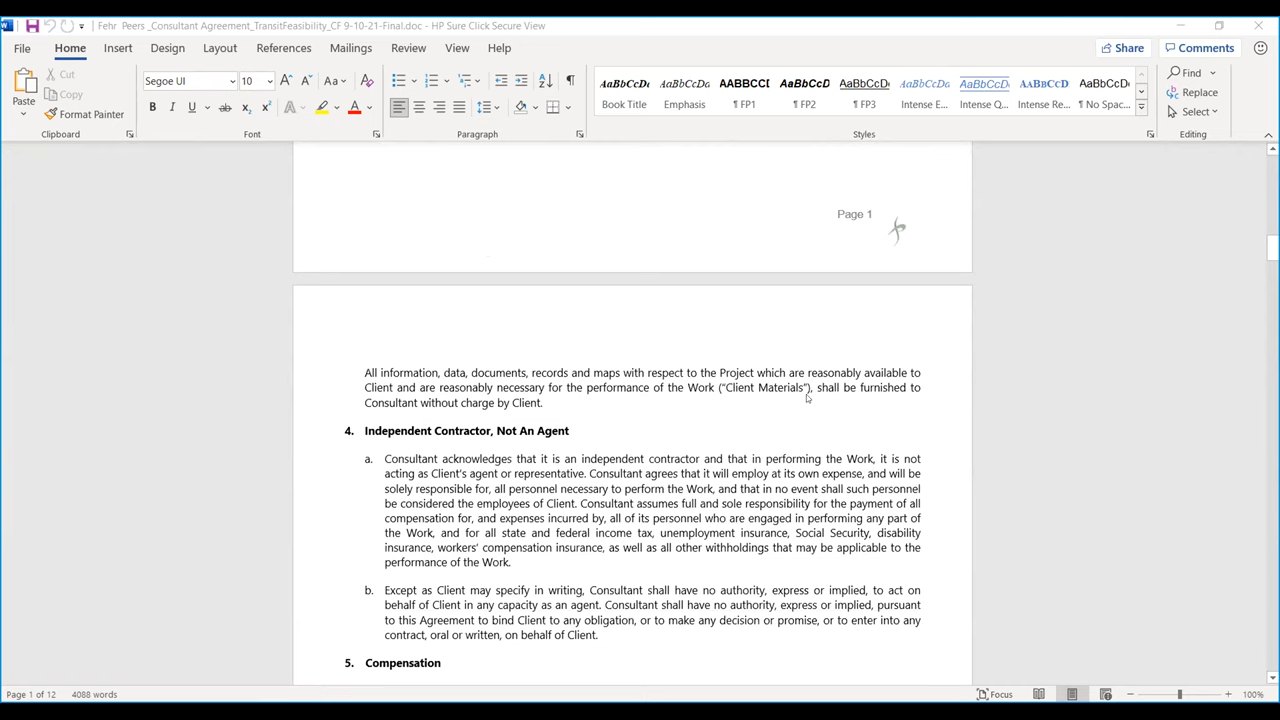 Fehr Peers _Consultant Agreement_TransitFeasibility_CF 9-10-21-Final.doc - HP Sure Click Secure View
File Home Insert Design Layout References Mailings Review View Help Share Comments
Paste
Cut
Copy
Format Painter
Clipboard
Segoe UI 10
Font
Paragraph
AaBbCcDc AaBbCcDc AABBCC AaBbCcD AaBbCcD AaBbCcDd AaBbCcDd AaBbCcD AaBbCcD
Book Title Emphasis ¶ FP1 ¶ FP2 ¶ FP3 Intense E... Intense Q... Intense Re... ¶ No Spac...
Styles
Find
Replace
Select
Editing
Page 1
All information, data, documents, records and maps with respect to the Project which are reasonably available to
Client and are reasonably necessary for the performance of the Work (“Client Materials”), shall be furnished to
Consultant without charge by Client.
4. Independent Contractor, Not An Agent
a. Consultant acknowledges that it is an independent contractor and that in performing the Work, it is not
acting as Client's agent or representative. Consultant agrees that it will employ at its own expense, and will be
solely responsible for, all personnel necessary to perform the Work, and that in no event shall such personnel
be considered the employees of Client. Consultant assumes full and sole responsibility for the payment of all
compensation for, and expenses incurred by, all of its personnel who are engaged in performing any part of
the Work, and for all state and federal income tax, unemployment insurance, Social Security, disability
insurance, workers' compensation insurance, as well as all other withholdings that may be applicable to the
performance of the Work.
b. Except as Client may specify in writing, Consultant shall have no authority, express or implied, to act on
behalf of Client in any capacity as an agent. Consultant shall have no authority, express or implied, pursuant
to this Agreement to bind Client to any obligation, or to make any decision or promise, or to enter into any
contract, oral or written, on behalf of Client.
5. Compensation
Page 1 of 12 4088 words Focus 100%